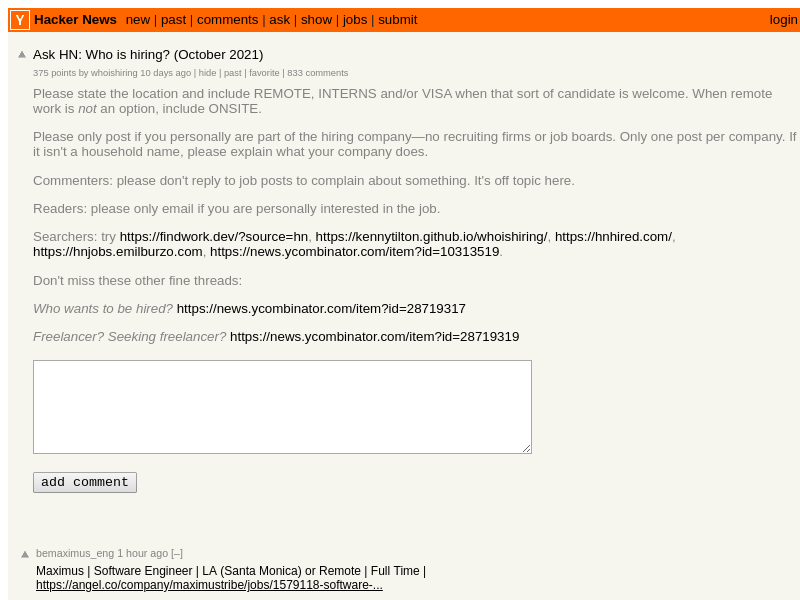 Y Hacker News new | past | comments | ask | show | jobs | submit login
Ask HN: Who is hiring? (October 2021)
375 points by whoishiring 10 days ago | hide | past | favorite | 833 comments
Please state the location and include REMOTE, INTERNS and/or VISA when that sort of candidate is welcome. When remote
work is not an option, include ONSITE.
Please only post if you personally are part of the hiring company—no recruiting firms or job boards. Only one post per company. If
it isn't a household name, please explain what your company does.
Commenters: please don't reply to job posts to complain about something. It's off topic here.
Readers: please only email if you are personally interested in the job.
Searchers: try https://findwork.dev/?source=hn, https://kennytilton.github.io/whoishiring/, https://hnhired.com/,
https://hnjobs.emilburzo.com, https://news.ycombinator.com/item?id=10313519.
Don't miss these other fine threads:
Who wants to be hired? https://news.ycombinator.com/item?id=28719317
Freelancer? Seeking freelancer? https://news.ycombinator.com/item?id=28719319
add comment
bemaximus_eng 1 hour ago [–]
Maximus | Software Engineer | LA (Santa Monica) or Remote | Full Time |
https://angel.co/company/maximustribe/jobs/1579118-software-...